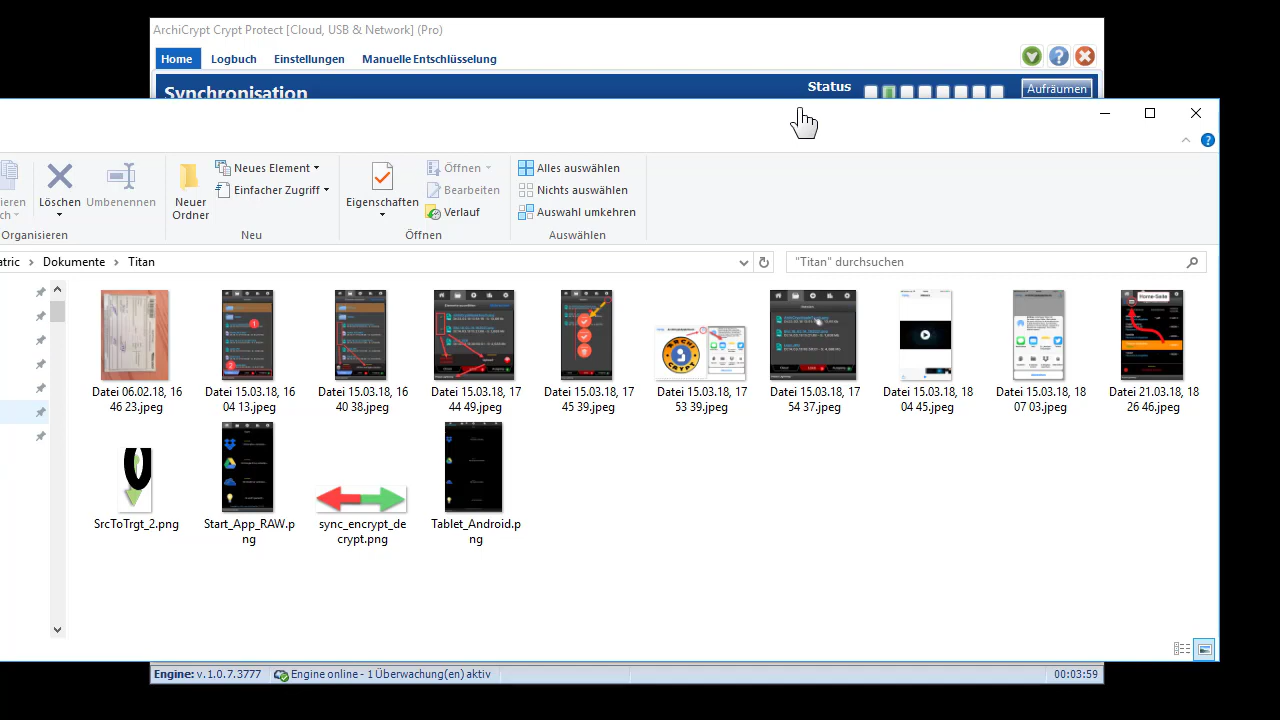 ArchiCrypt Crypt Protect [Cloud, USB & Network] (Pro)
Home Logbuch Einstellungen Manuelle Entschlüsselung
Synchronisation Status Aufräumen
Löschen Umbenennen
Organisieren
Neuer Ordner
Neues Element
Einfacher Zugriff
Neu
Eigenschaften
Öffnen
Bearbeiten
Verlauf
Öffnen
Alles auswählen
Nichts auswählen
Auswahl umkehren
Auswählen
Dokumente Titan "Titan" durchsuchen
Home-Seite
Datei 06.02.18, 16 46 23.jpeg
Datei 15.03.18, 16 04 13.jpeg
Datei 15.03.18, 16 40 38.jpeg
Datei 15.03.18, 17 44 49.jpeg
Datei 15.03.18, 17 45 39.jpeg
Datei 15.03.18, 17 53 39.jpeg
Datei 15.03.18, 17 54 37.jpeg
Datei 15.03.18, 18 04 45.jpeg
Datei 15.03.18, 18 07 03.jpeg
Datei 21.03.18, 18 26 46.jpeg
SrcToTrgt_2.png
Start_App_RAW.png
sync_encrypt_decrypt.png
Tablet_Android.png
Engine: v.1.0.7.3777 Engine online - 1 Überwachung(en) aktiv 00:03:59